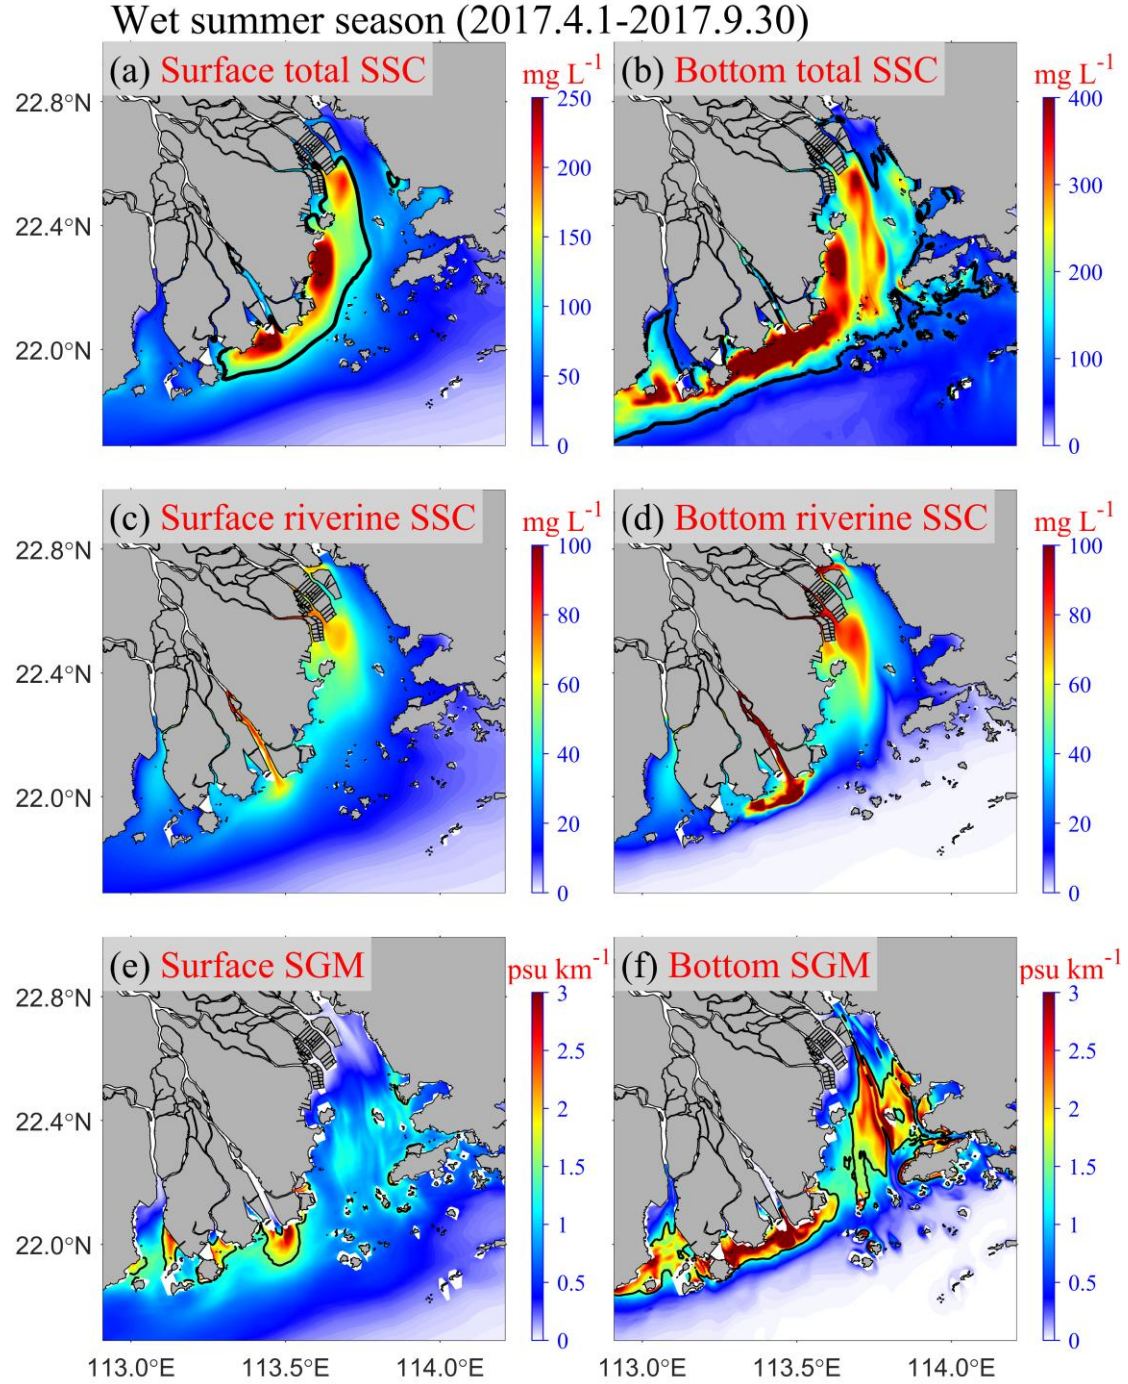 Wet summer season (2017.4.1-2017.9.30)
(a) Surface total SSC
mg L-1
(b) Bottom total SSC
mg L-1
22.8°N
22.4°N
22.0°N
250
200
150
100
50
0
400
300
200
100
0
(c) Surface riverine SSC
mg L-1
(d) Bottom riverine SSC
mg L-1
22.8°N
22.4°N
22.0°N
100
80
60
40
20
0
100
80
60
40
20
0
(e) Surface SGM
psu km-1
(f) Bottom SGM
psu km-1
22.8°N
22.4°N
22.0°N
3
2.5
2
1.5
1
0.5
0
3
2.5
2
1.5
1
0.5
0
113.0°E 113.5°E 114.0°E
113.0°E 113.5°E 114.0°E